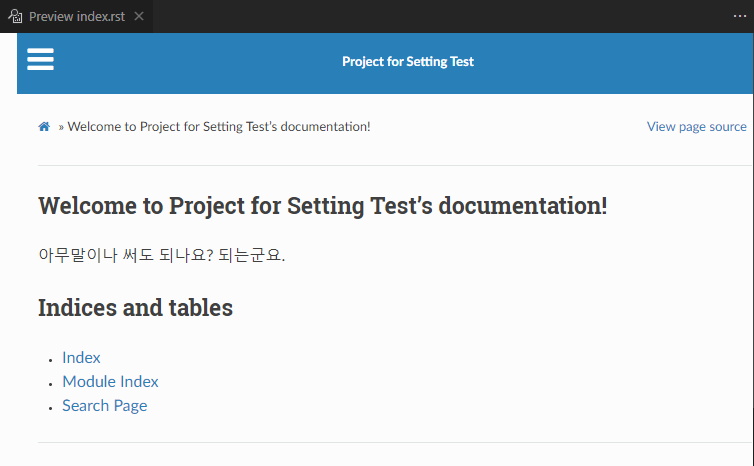 Preview index.rst
Project for Setting Test
» Welcome to Project for Setting Test’s documentation!
View page source
Welcome to Project for Setting Test’s documentation!
아무말이나 써도 되나요? 되는군요.
Indices and tables
• Index
• Module Index
• Search Page